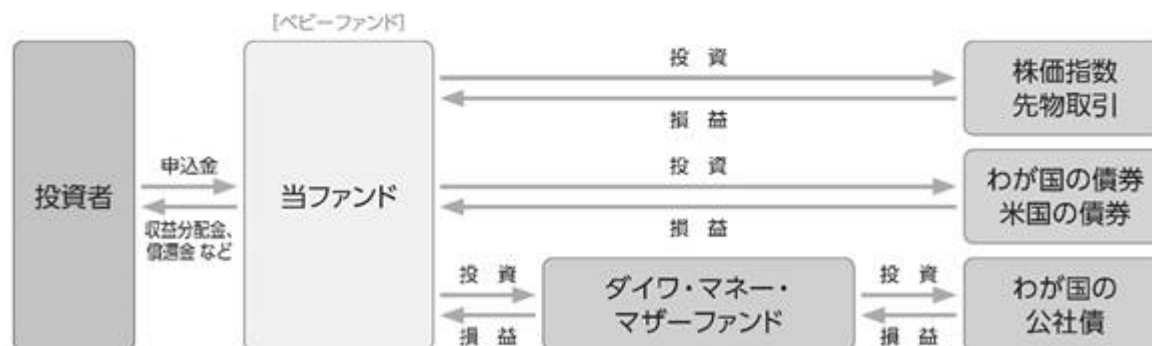 [ベビーファンド]
投資者
申込金
収益分配金、
償還金 など
当ファンド
投 資
損 益
株価指数
先物取引
投 資
損 益
わが国の債券
米国の債券
投 資
損 益
ダイワ・マネー・
マザーファンド
投 資
損 益
わが国の
公社債